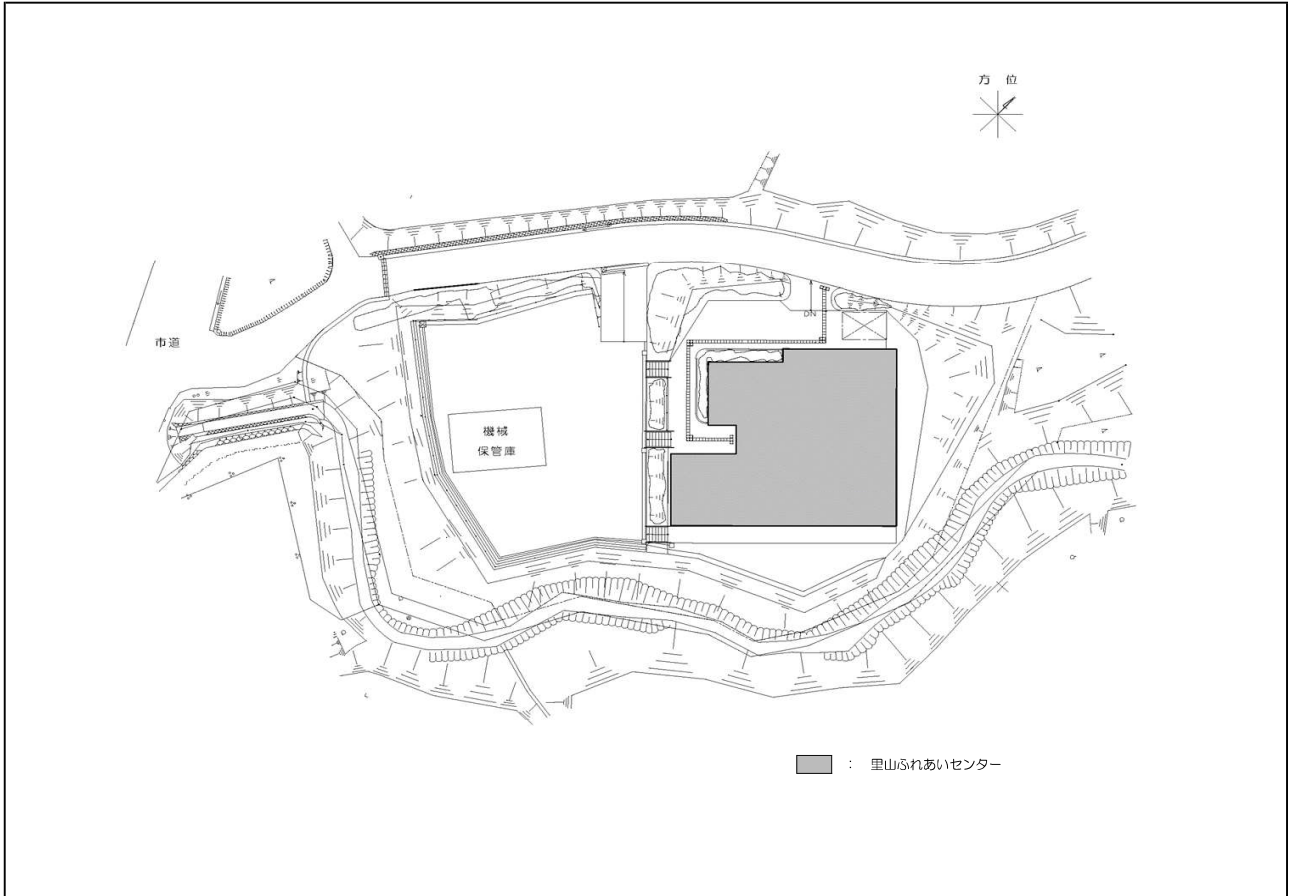 方 位
DN
市道
機械
保管庫
： 里山ふれあいセンター